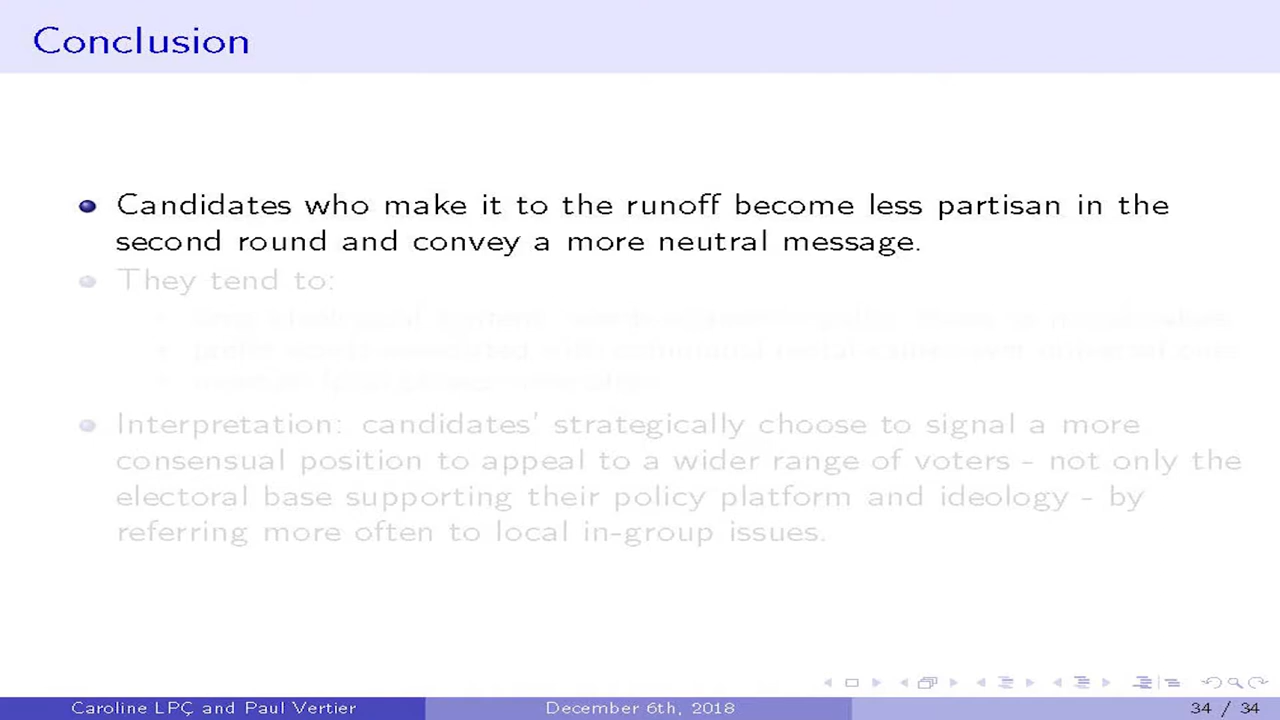 Conclusion
Candidates who make it to the runoff become less partisan in the
second round and convey a more neutral message.
They tend to:
Interpretation: candidates' strategically choose to signal a more
consensual position to appeal to a wider range of voters - not only the
electoral base supporting their policy platform and ideology - by
referring more often to local in-group issues.
Caroline LPÇ and Paul Vertier
December 6th, 2018
34 / 34